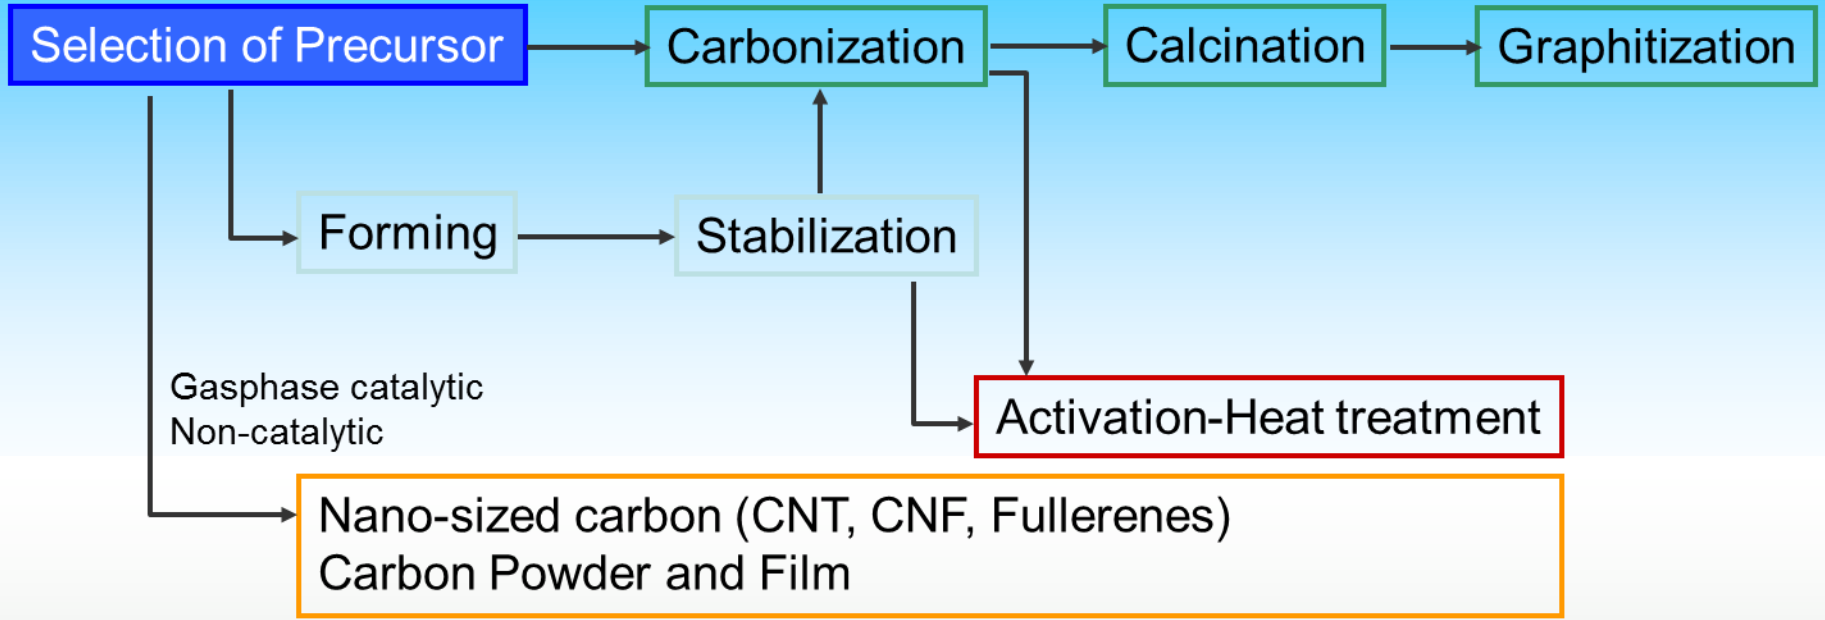 Selection of Precursor
Carbonization
Calcination
Graphitization
Forming
Stabilization
Gasphase catalytic
Non-catalytic
Activation-Heat treatment
Nano-sized carbon (CNT, CNF, Fullerenes)
Carbon Powder and Film